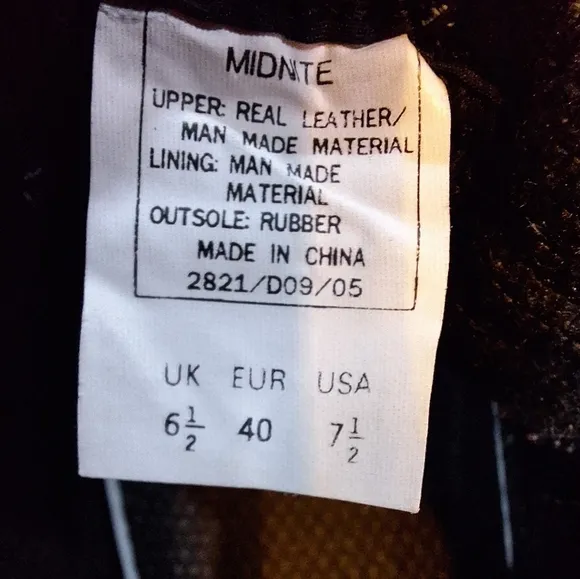 MIDNITE
UPPER: REAL LEATHER/
MAN MADE MATERIAL
LINING: MAN MADE
MATERIAL
OUTSOLE: RUBBER
MADE IN CHINA
2821/D09/05
UK EUR USA
6½ 40 7½